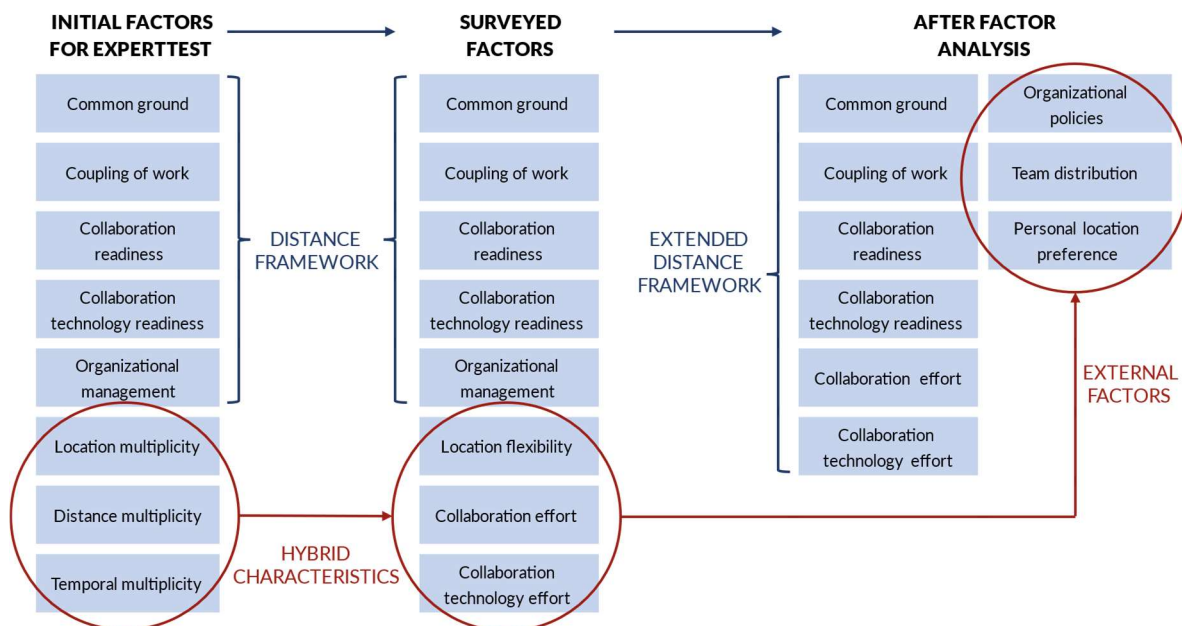 INITIAL FACTORS
FOR EXPERTTEST
Common ground
Coupling of work
Collaboration
readiness
Collaboration
technology readiness
Organizational
management
Location multiplicity
Distance multiplicity
Temporal multiplicity
DISTANCE
FRAMEWORK
HYBRID
CHARACTERISTICS
SURVEYED
FACTORS
Common ground
Coupling of work
Collaboration
readiness
Collaboration
technology readiness
Organizational
management
Location flexibility
Collaboration effort
Collaboration
technology effort
EXTENDED
DISTANCE
FRAMEWORK
AFTER FACTOR
ANALYSIS
Common ground
Coupling of work
Collaboration
readiness
Collaboration
technology readiness
Collaboration effort
Collaboration
technology effort
Organizational
policies
Team distribution
Personal location
preference
EXTERNAL
FACTORS